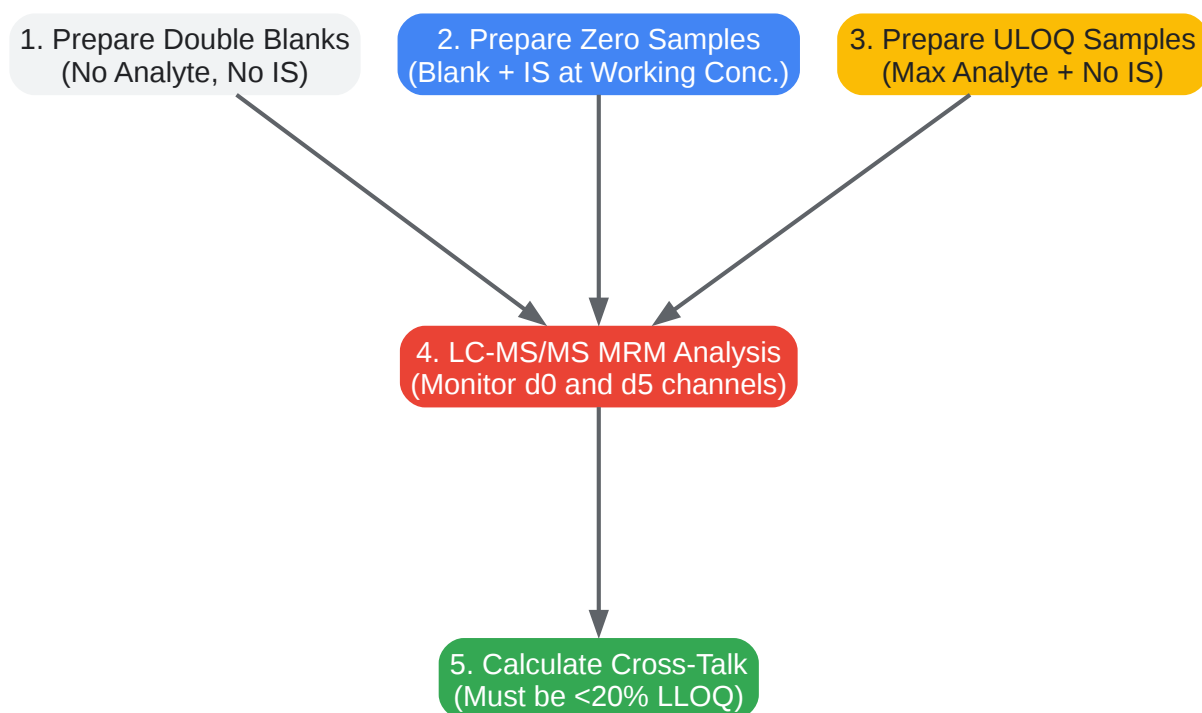 1. Prepare Double Blanks
(No Analyte, No IS)
2. Prepare Zero Samples
(Blank + IS at Working Conc.)
3. Prepare ULOQ Samples
(Max Analyte + No IS)
4. LC-MS/MS MRM Analysis
(Monitor d0 and d5 channels)
5. Calculate Cross-Talk
(Must be <20% LLOQ)